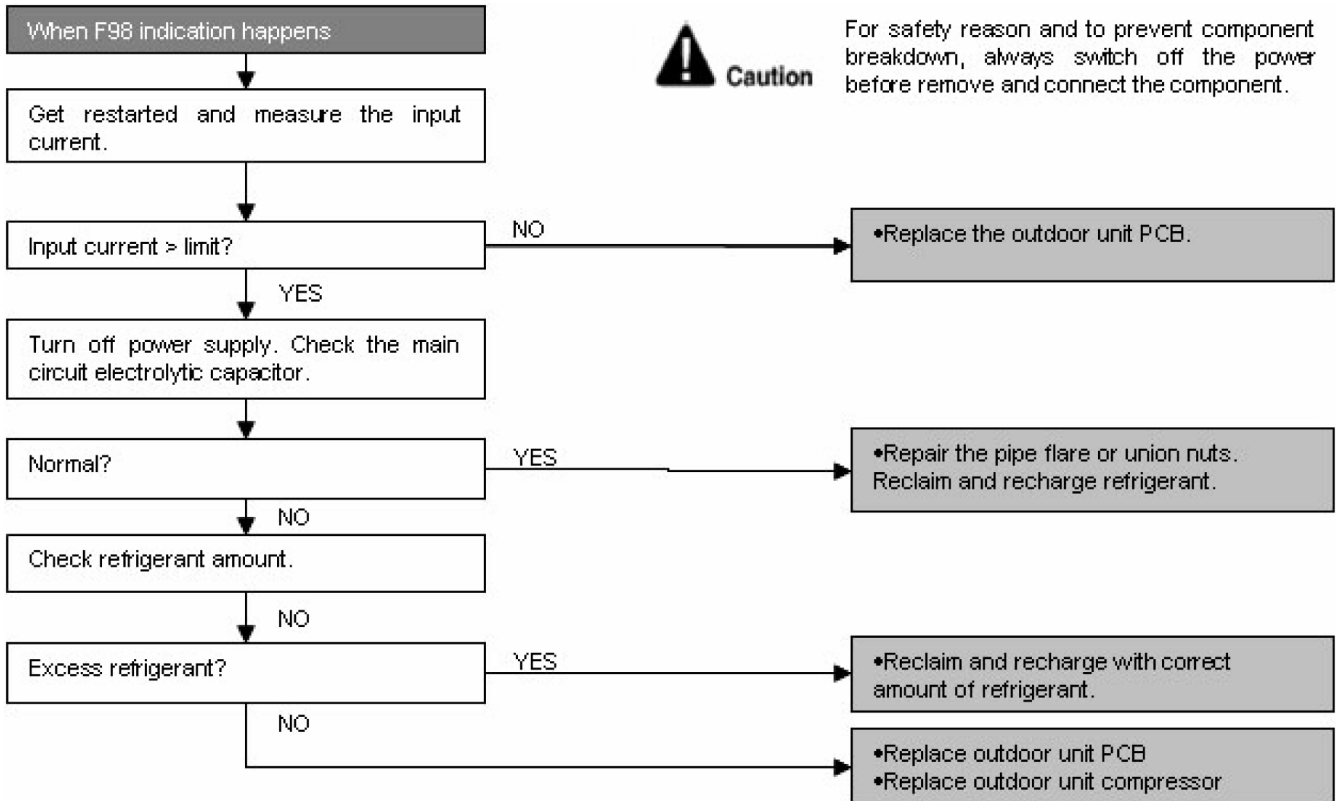 When F98 indication happens
Caution
For safety reason and to prevent component
breakdown, always switch off the power
before remove and connect the component.
Get restarted and measure the input
current.
Input current > limit?
NO
•Replace the outdoor unit PCB.
YES
Turn off power supply. Check the main
circuit electrolytic capacitor.
Normal?
YES
•Repair the pipe flare or union nuts.
Reclaim and recharge refrigerant.
NO
Check refrigerant amount.
NO
Excess refrigerant?
YES
•Reclaim and recharge with correct
amount of refrigerant.
NO
•Replace outdoor unit PCB
•Replace outdoor unit compressor